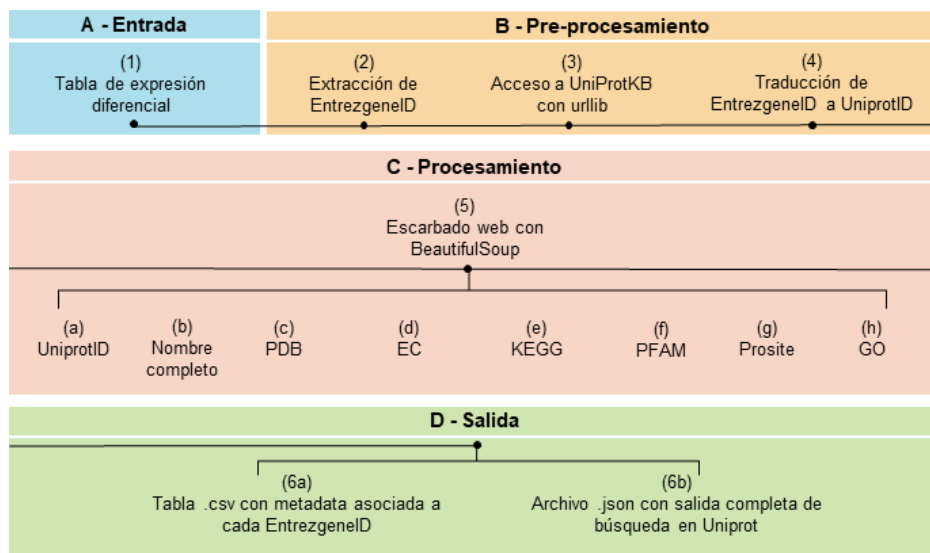 A - Entrada
B - Pre-procesamiento
(1)
Tabla de expresión
diferencial
(2)
Extracción de
EntrezgeneID
(3)
Acceso a UniProtKB
con urllib
(4)
Traducción de
EntrezgeneID a UniprotID
C - Procesamiento
(5)
Escarbado web con
BeautifulSoup
(a)
UniprotID
(b)
Nombre
completo
(c)
PDB
(d)
EC
(e)
KEGG
(f)
PFAM
(g)
Prosite
(h)
GO
D - Salida
(6a)
Tabla .csv con metadata asociada a
cada EntrezgeneID
(6b)
Archivo .json con salida completa de
búsqueda en Uniprot